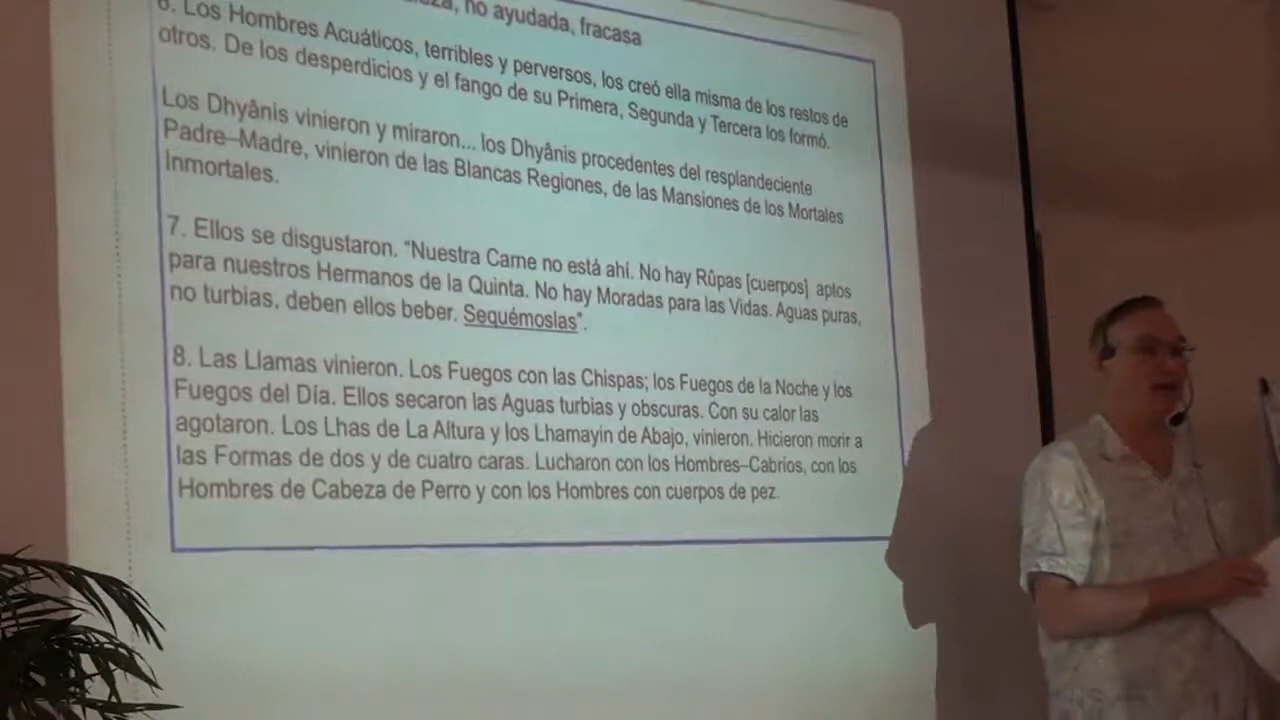 no ayudada, fracasa
6. Los Hombres Acuáticos, terribles y perversos, los creó ella misma de los restos de
otros. De los desperdicios y el fango de su Primera, Segunda y Tercera los formó.
Los Dhyânis vinieron y miraron... los Dhyânis procedentes del resplandeciente
Padre–Madre, vinieron de las Blancas Regiones, de las Mansiones de los Mortales
Inmortales.
7. Ellos se disgustaron. “Nuestra Carne no está ahí. No hay Rûpas [cuerpos] aptos
para nuestros Hermanos de la Quinta. No hay Moradas para las Vidas. Aguas puras,
no turbias, deben ellos beber. Sequémoslas”.
8. Las Llamas vinieron. Los Fuegos con las Chispas; los Fuegos de la Noche y los
Fuegos del Día. Ellos secaron las Aguas turbias y obscuras. Con su calor las
agotaron. Los Lhas de La Altura y los Lhamayin de Abajo, vinieron. Hicieron morir a
las Formas de dos y de cuatro caras. Lucharon con los Hombres–Cabríos, con los
Hombres de Cabeza de Perro y con los Hombres con cuerpos de pez.